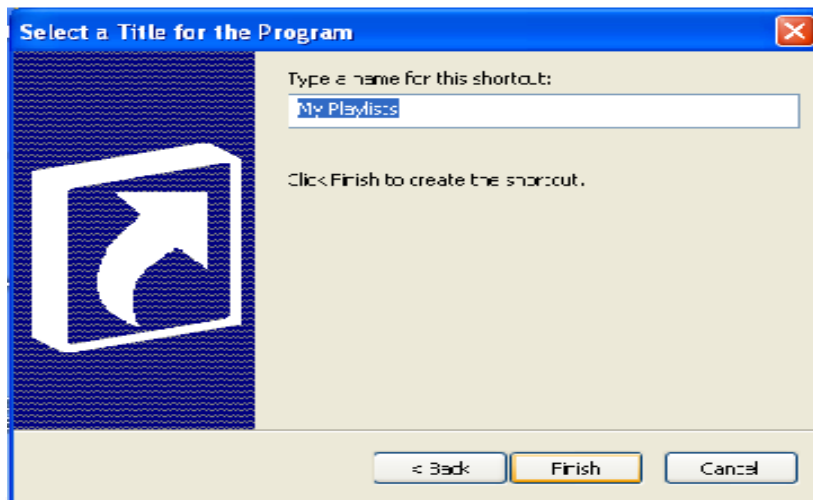 Select a Title for the Program
Type a name for this shortcut:
My Playlists
Click Finish to create the shortcut.
< Back Finish Cancel